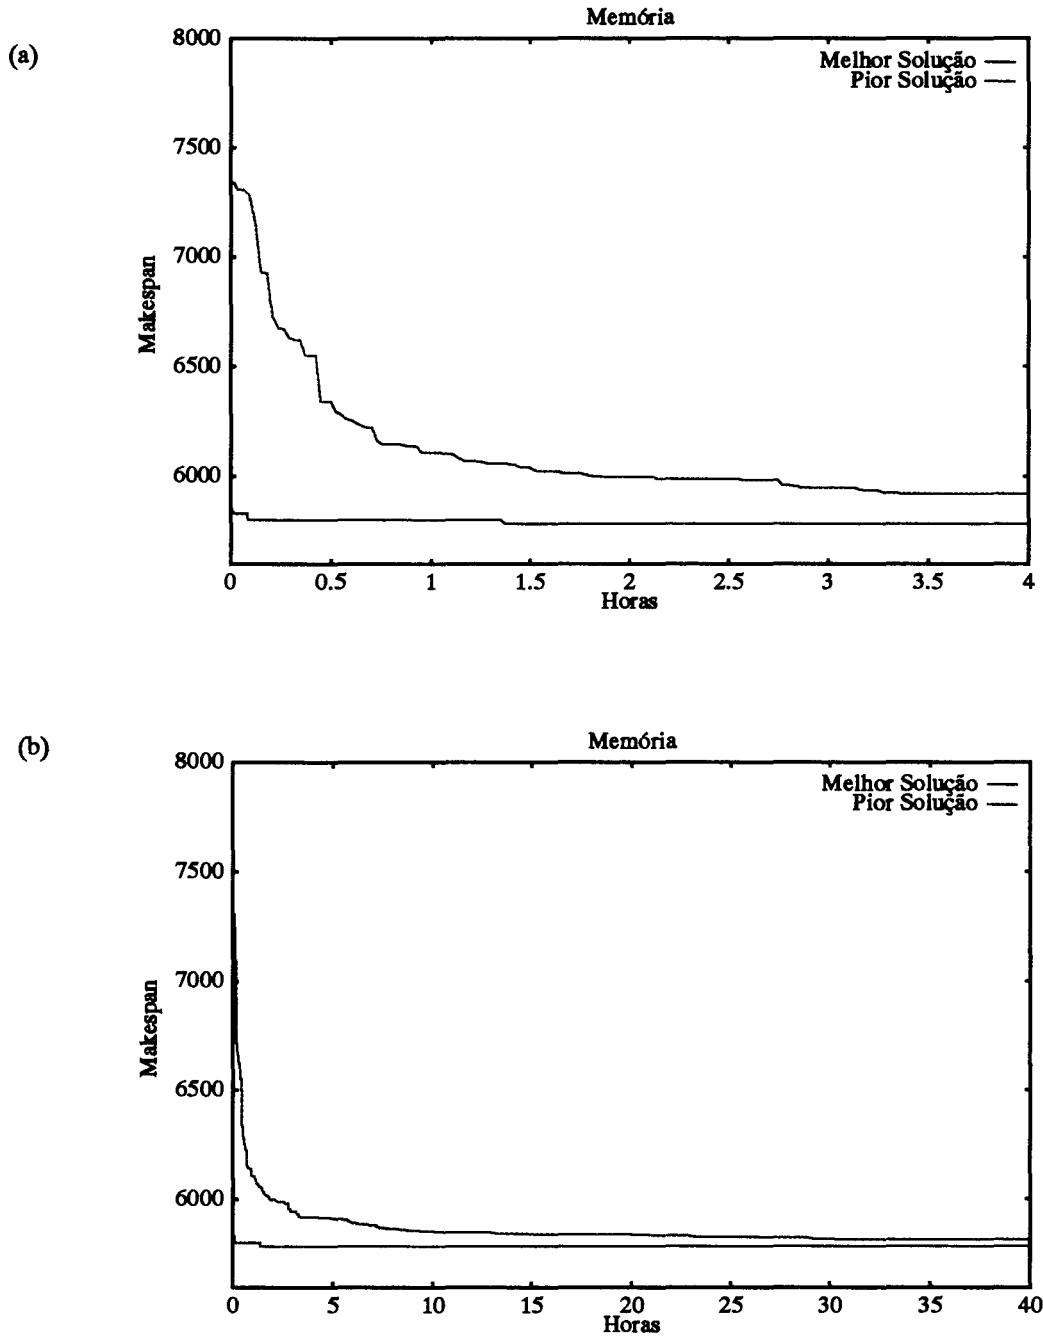 (a)
Memória
8000
Melhor Solução
Pior Solução
7500
7000
Makespan
6500
6000
0 0.5 1 1.5 2 2.5 3 3.5 4
Horas
(b)
Memória
8000
Melhor Solução
Pior Solução
7500
7000
Makespan
6500
6000
0 5 10 15 20 25 30 35 40
Horas